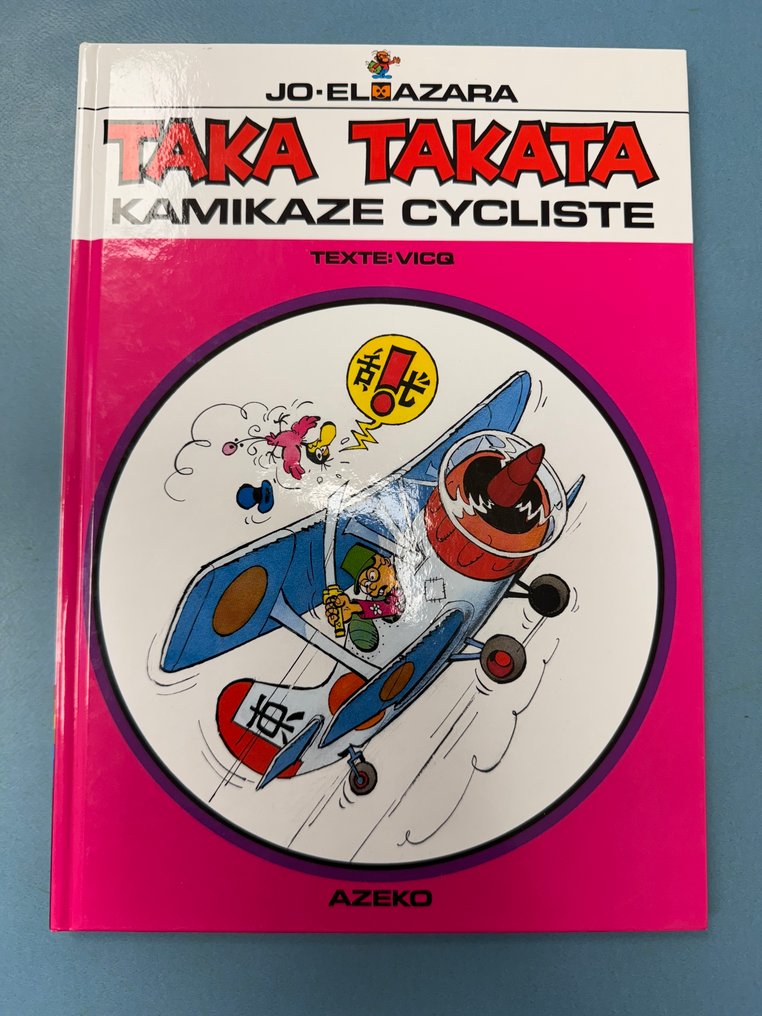 JO-EL AZARA
TAKA TAKATA
KAMIKAZE CYCLISTE
TEXTE: VICQ
!
AZEKO